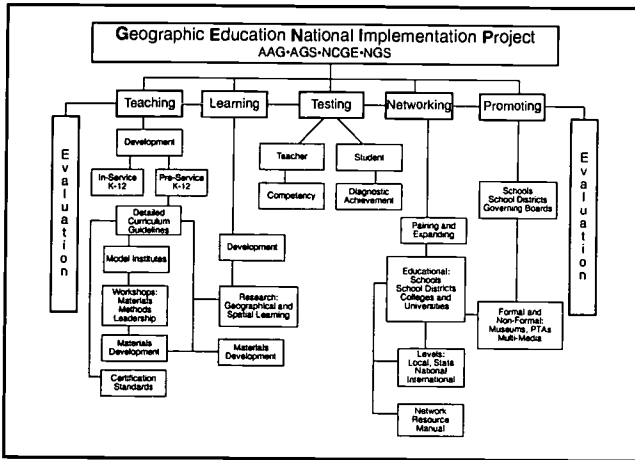 Geographic Education National Implementation Project
AAG•AGS•NCGE•NGS
Teaching
Learning
Testing
Networking
Promoting
Evaluation
Evaluation
Development
In-Service
K-12
Pre-Service
K-12
Detailed
Curriculum
Guidelines
Model Institutes
Workshops:
Materials
Methods
Leadership
Materials
Development
Certification
Standards
Development
Research:
Geographical and
Spatial Learning
Materials
Development
Teacher
Student
Competency
Diagnostic
Achievement
Pairing and
Expanding
Educational:
Schools
School Districts
Colleges and
Universities
Levels:
Local, State
National
International
Network
Resource
Manual
Schools
School Districts
Governing Boards
Formal and
Non-Formal:
Museums, PTAs
Multi-Media